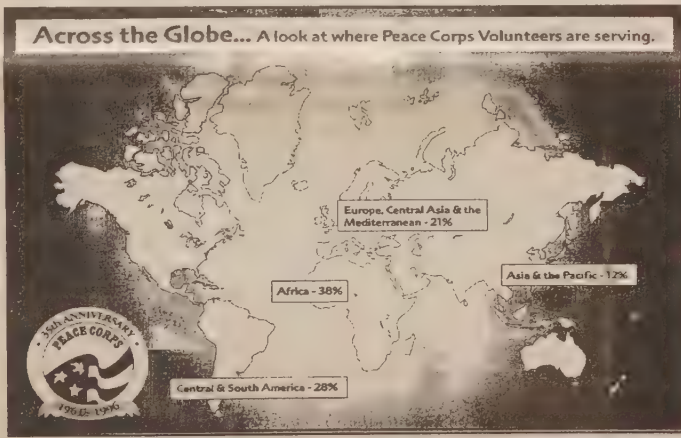 Across the Globe... A look at where Peace Corps Volunteers are serving.
Europe, Central Asia & the
Mediterranean - 21%
Asia & the Pacific - 12%
Africa - 38%
35th ANNIVERSARY
PEACE CORPS
1961-1996
Central & South America - 28%